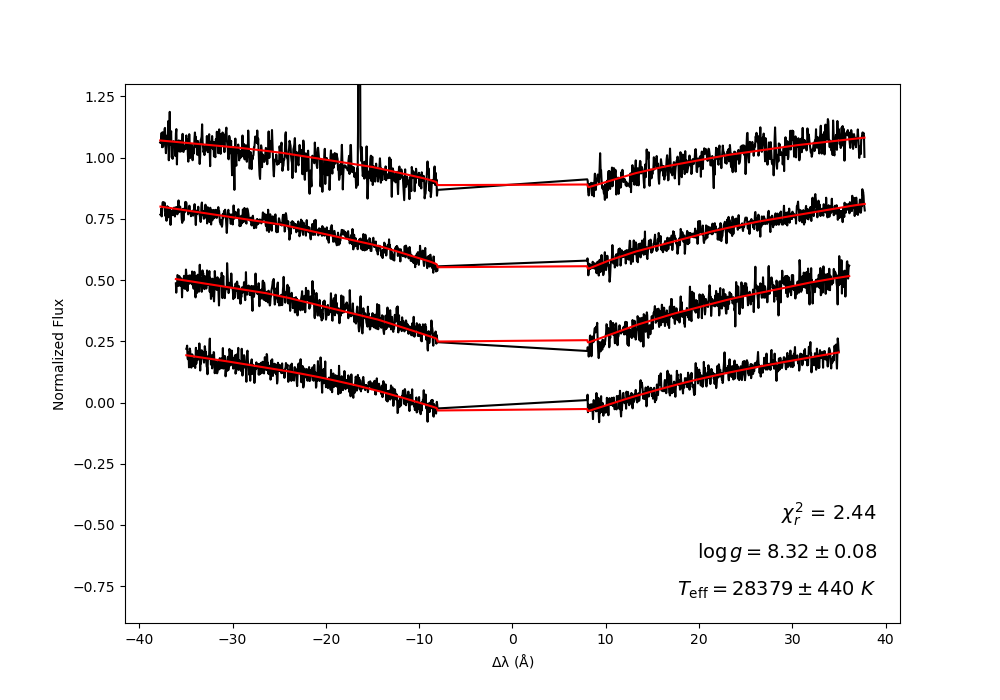 1.25
1.00
0.75
0.50
0.25
0.00
−0.25
−0.50
−0.75
Normalized Flux
χ²ᵣ = 2.44
log g = 8.32 ± 0.08
T_eff = 28379 ± 440 K
−40 −30 −20 −10 0 10 20 30 40
Δλ (Å)